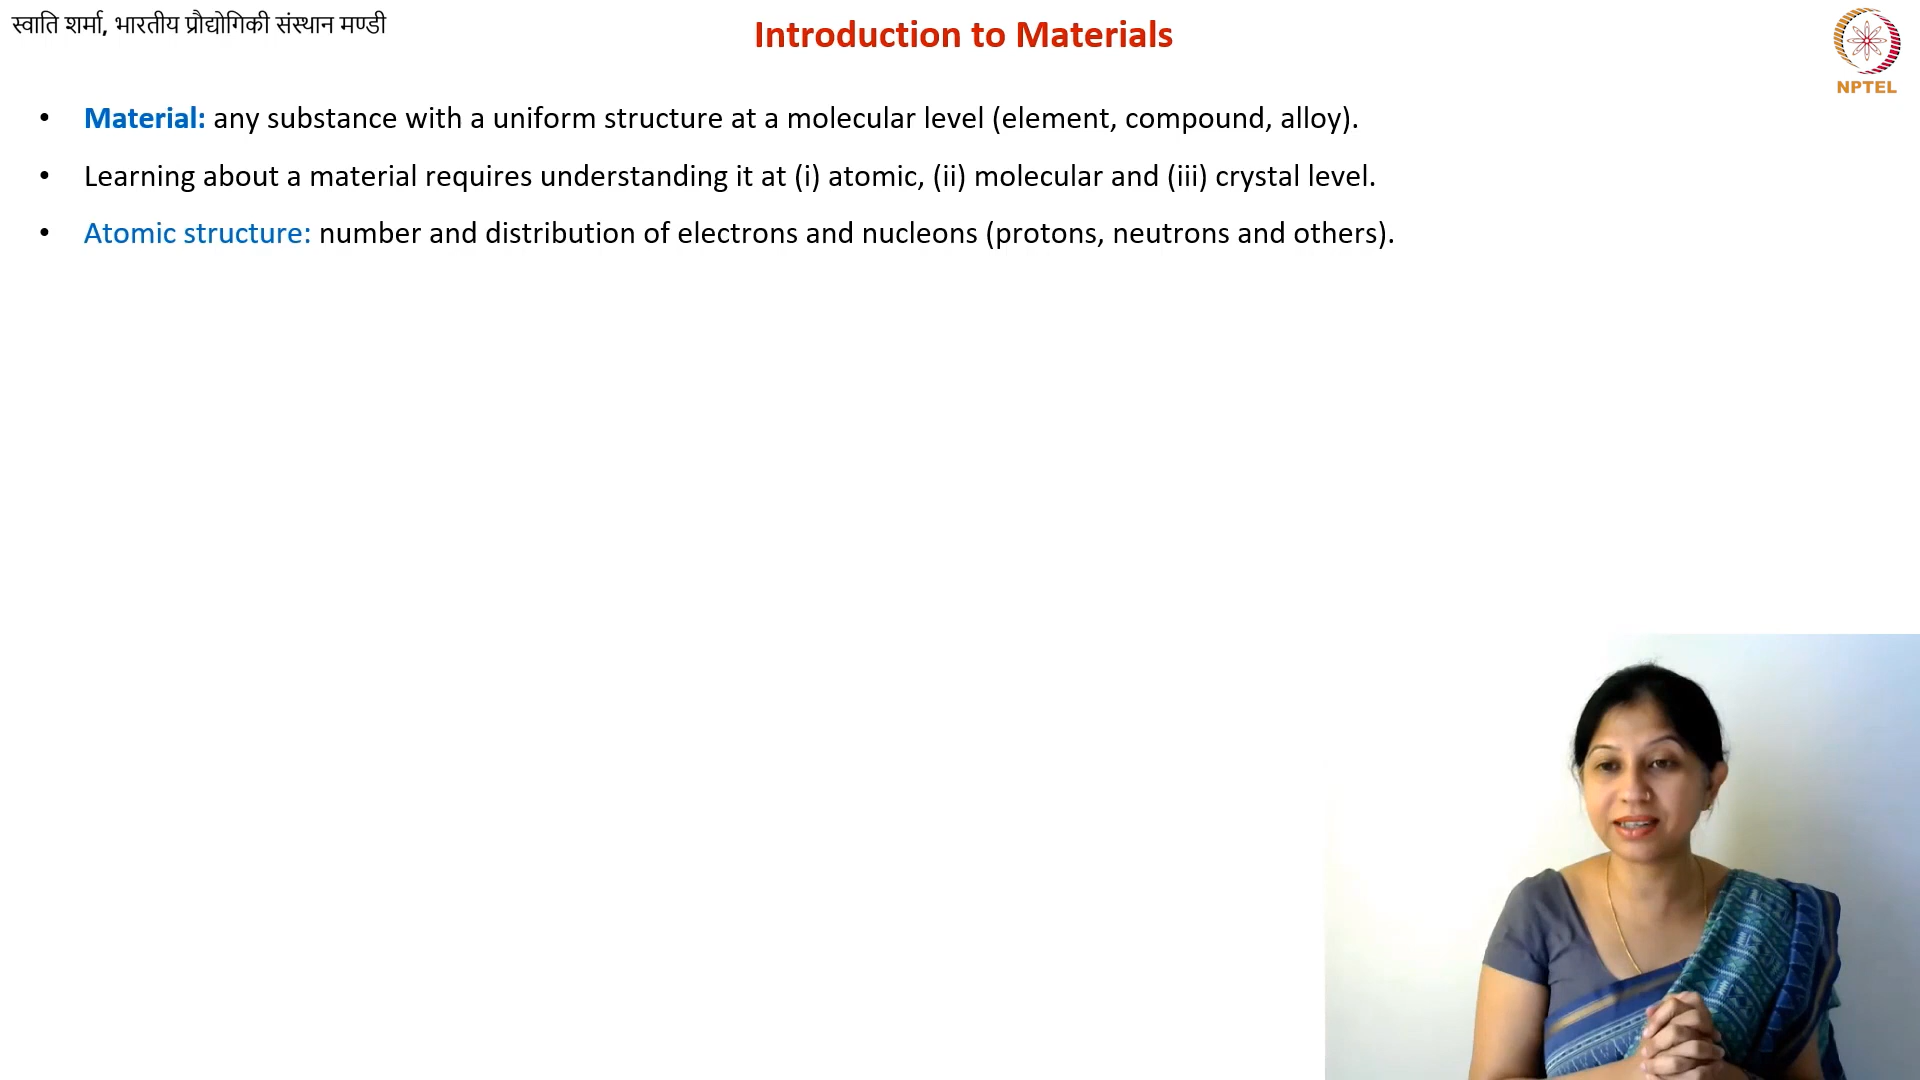 स्वाति शर्मा, भारतीय प्रौद्योगिकी संस्थान मण्डी
Introduction to Materials
NPTEL
• Material: any substance with a uniform structure at a molecular level (element, compound, alloy).
• Learning about a material requires understanding it at (i) atomic, (ii) molecular and (iii) crystal level.
• Atomic structure: number and distribution of electrons and nucleons (protons, neutrons and others).